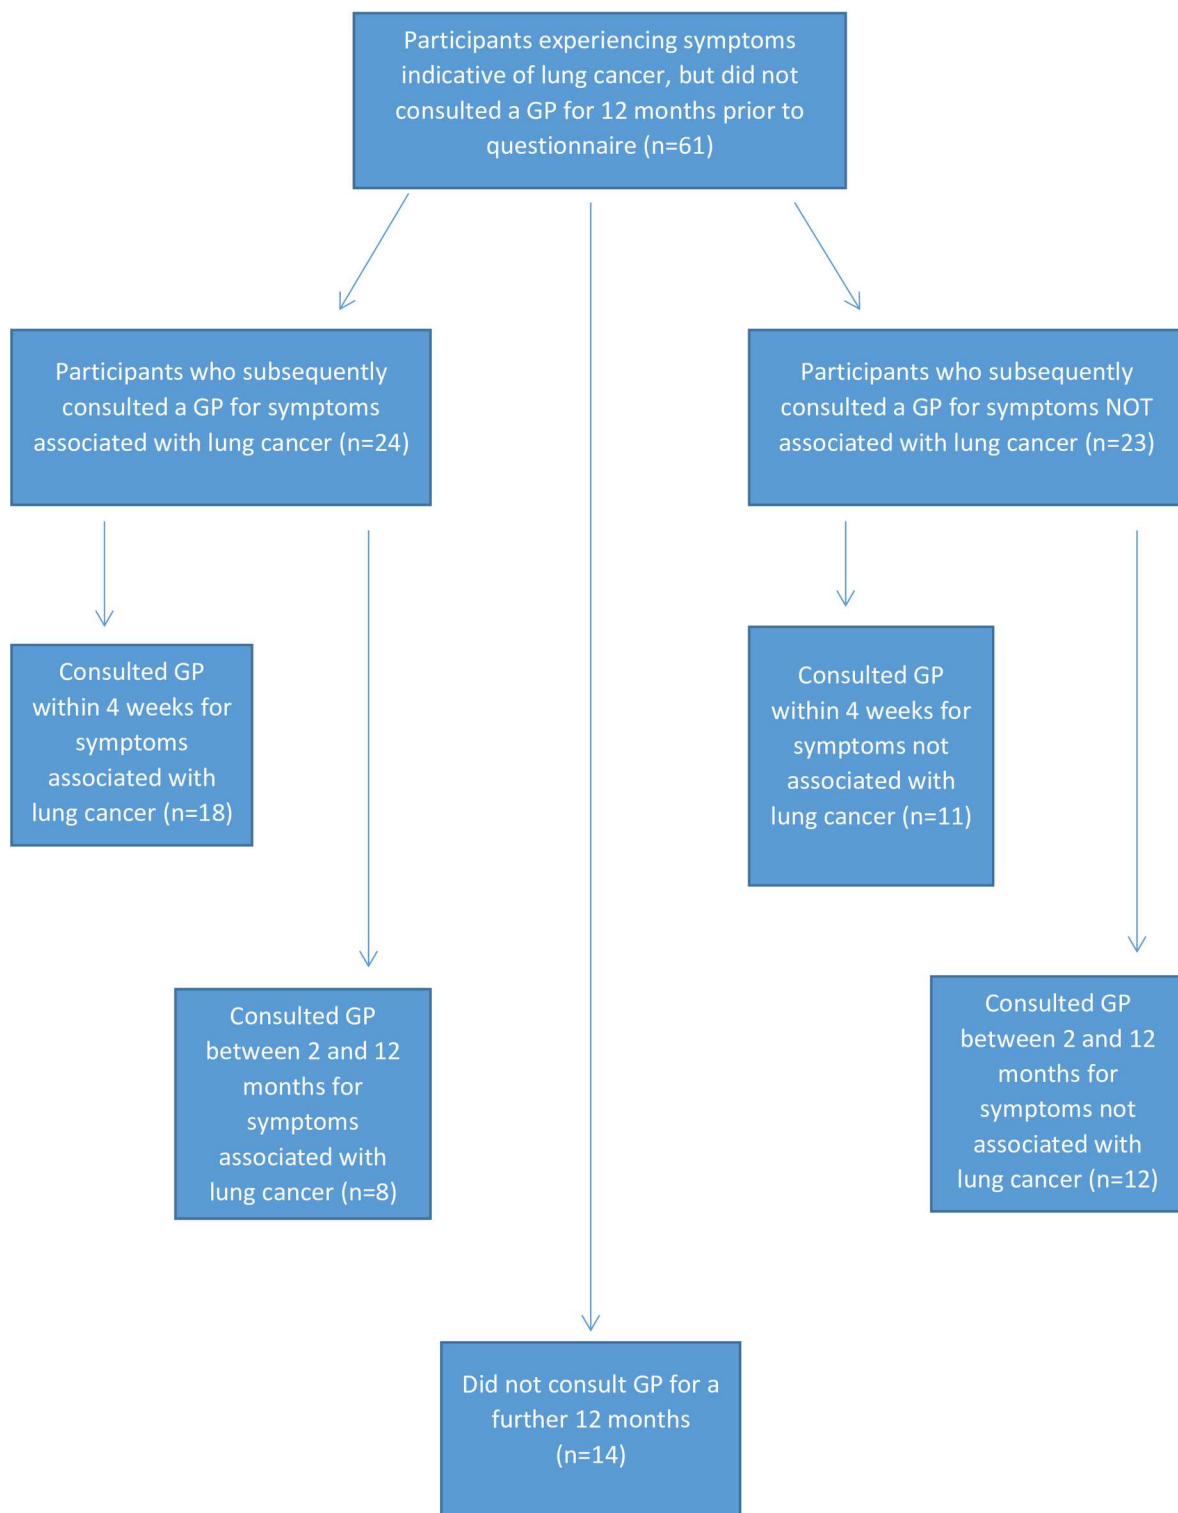 Participants experiencing symptoms
indicative of lung cancer, but did not
consulted a GP for 12 months prior to
questionnaire (n=61)
Participants who subsequently
consulted a GP for symptoms
associated with lung cancer (n=24)
Participants who subsequently
consulted a GP for symptoms NOT
associated with lung cancer (n=23)
Consulted GP
within 4 weeks for
symptoms
associated with
lung cancer (n=18)
Consulted GP
within 4 weeks for
symptoms not
associated with
lung cancer (n=11)
Consulted GP
between 2 and 12
months for
symptoms
associated with
lung cancer (n=8)
Consulted GP
between 2 and 12
months for
symptoms not
associated with
lung cancer (n=12)
Did not consult GP for a
further 12 months
(n=14)